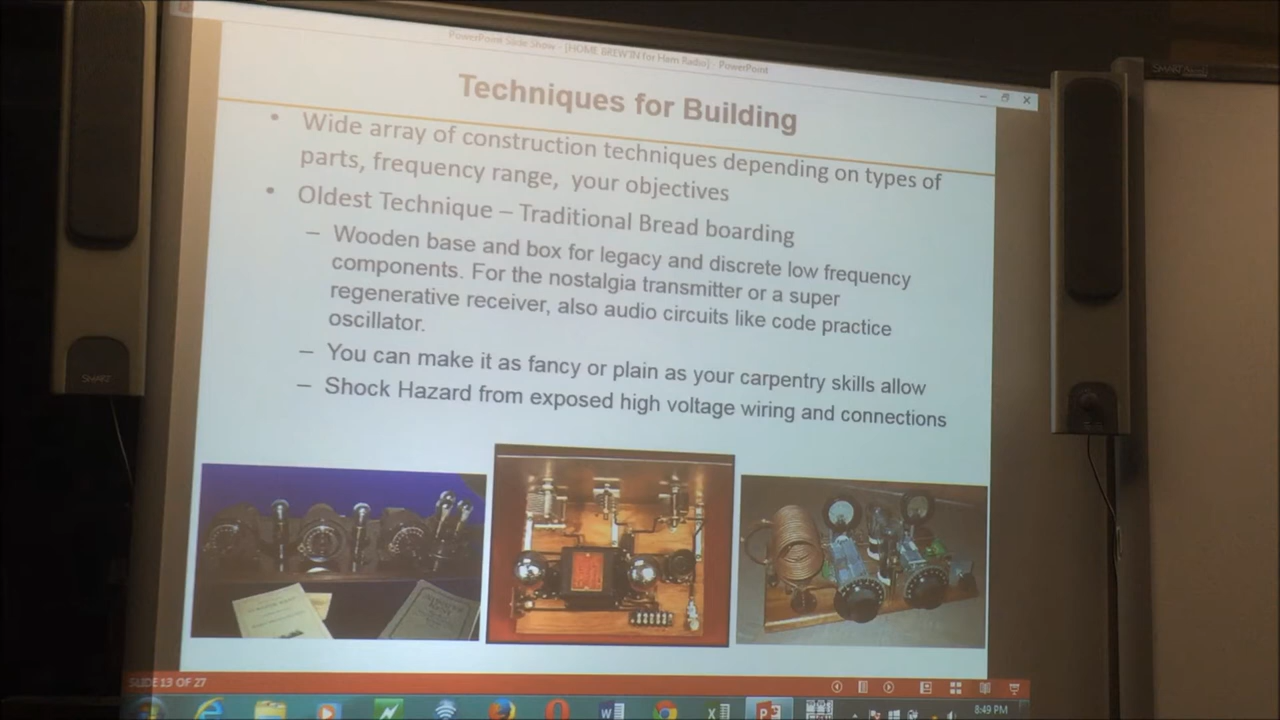 PowerPoint Slide Show - [HOME BREW'IN for Ham Radio] - PowerPoint
Techniques for Building
• Wide array of construction techniques depending on types of
parts, frequency range, your objectives
• Oldest Technique – Traditional Bread boarding
– Wooden base and box for legacy and discrete low frequency
components. For the nostalgia transmitter or a super
regenerative receiver, also audio circuits like code practice
oscillator.
– You can make it as fancy or plain as your carpentry skills allow
– Shock Hazard from exposed high voltage wiring and connections
SLIDE 13 OF 27
8:49 PM
SMART
SMART